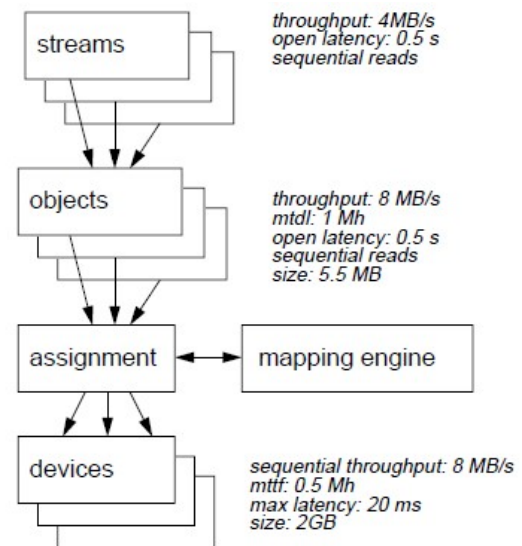 streams
throughput: 4MB/s
open latency: 0.5 s
sequential reads
objects
throughput: 8 MB/s
mtdl: 1 Mh
open latency: 0.5 s
sequential reads
size: 5.5 MB
assignment
mapping engine
devices
sequential throughput: 8 MB/s
mttf: 0.5 Mh
max latency: 20 ms
size: 2GB